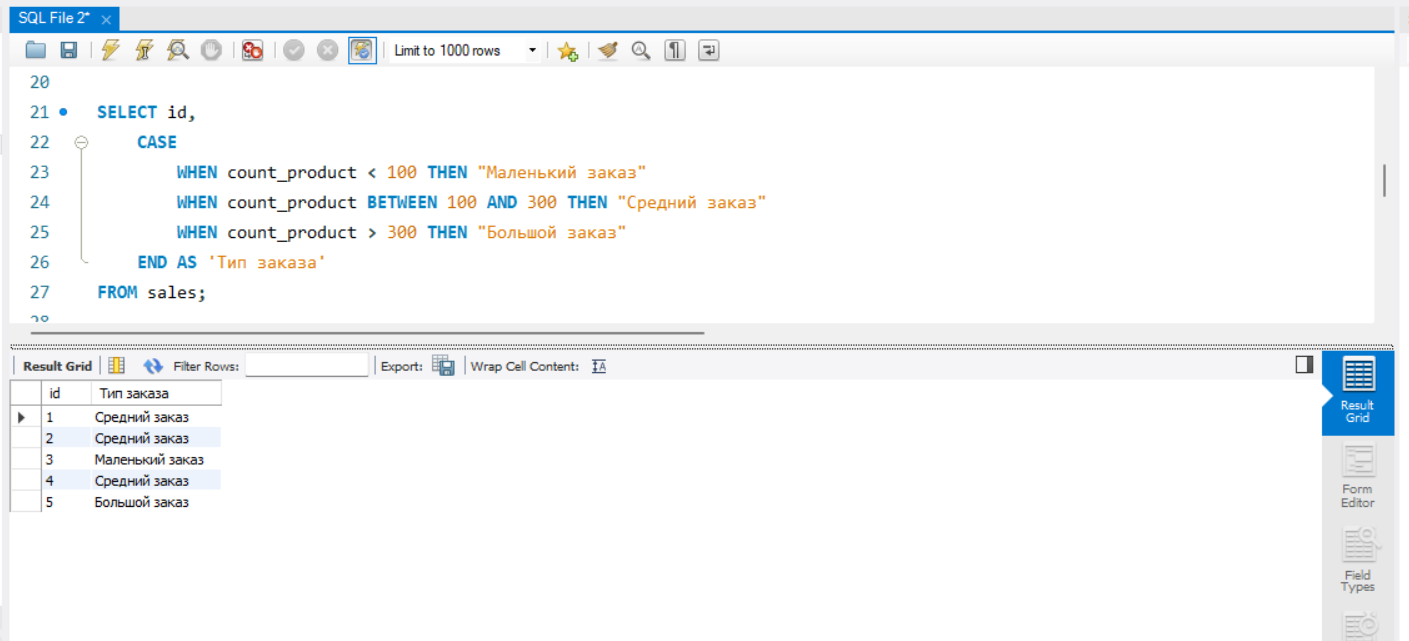 SQL File 2*
Limit to 1000 rows
20
21 SELECT id,
22 CASE
23 WHEN count_product < 100 THEN "Маленький заказ"
24 WHEN count_product BETWEEN 100 AND 300 THEN "Средний заказ"
25 WHEN count_product > 300 THEN "Большой заказ"
26 END AS 'Тип заказа'
27 FROM sales;
28
Result Grid Filter Rows: Export: Wrap Cell Content:
id Тип заказа
1 Средний заказ
2 Средний заказ
3 Маленький заказ
4 Средний заказ
5 Большой заказ
Result
Grid
Form
Editor
Field
Types